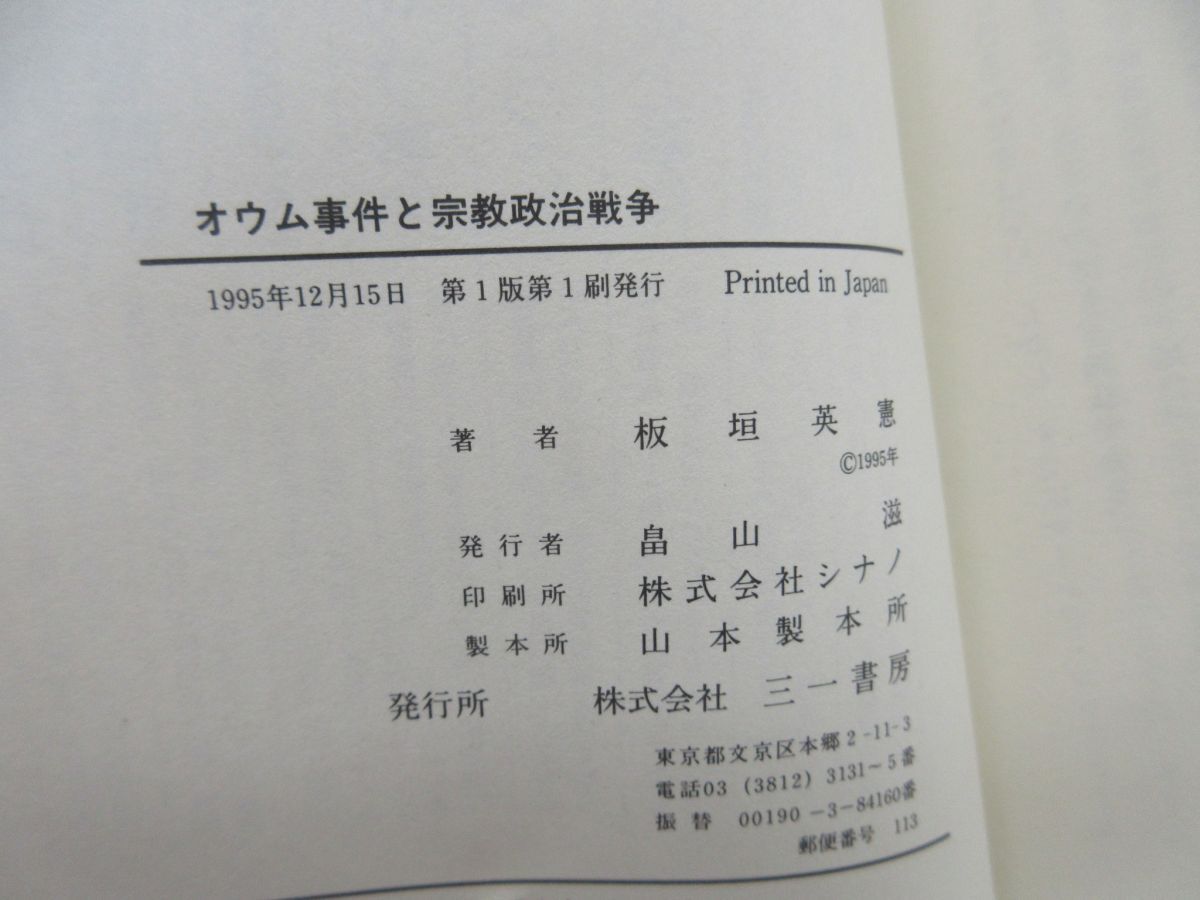 オウム事件と宗教政治戦争
1995年12月15日 第1版第1刷発行 Printed in Japan
著者 板垣英憲
©1995年
発行者 畠山 滋
印刷所 株式会社シナノ
製本所 山本製本所
発行所 株式会社 三一書房
東京都文京区本郷2-11-3
電話03 (3812) 3131~5番
振替 00190-3-84160番
郵便番号 113